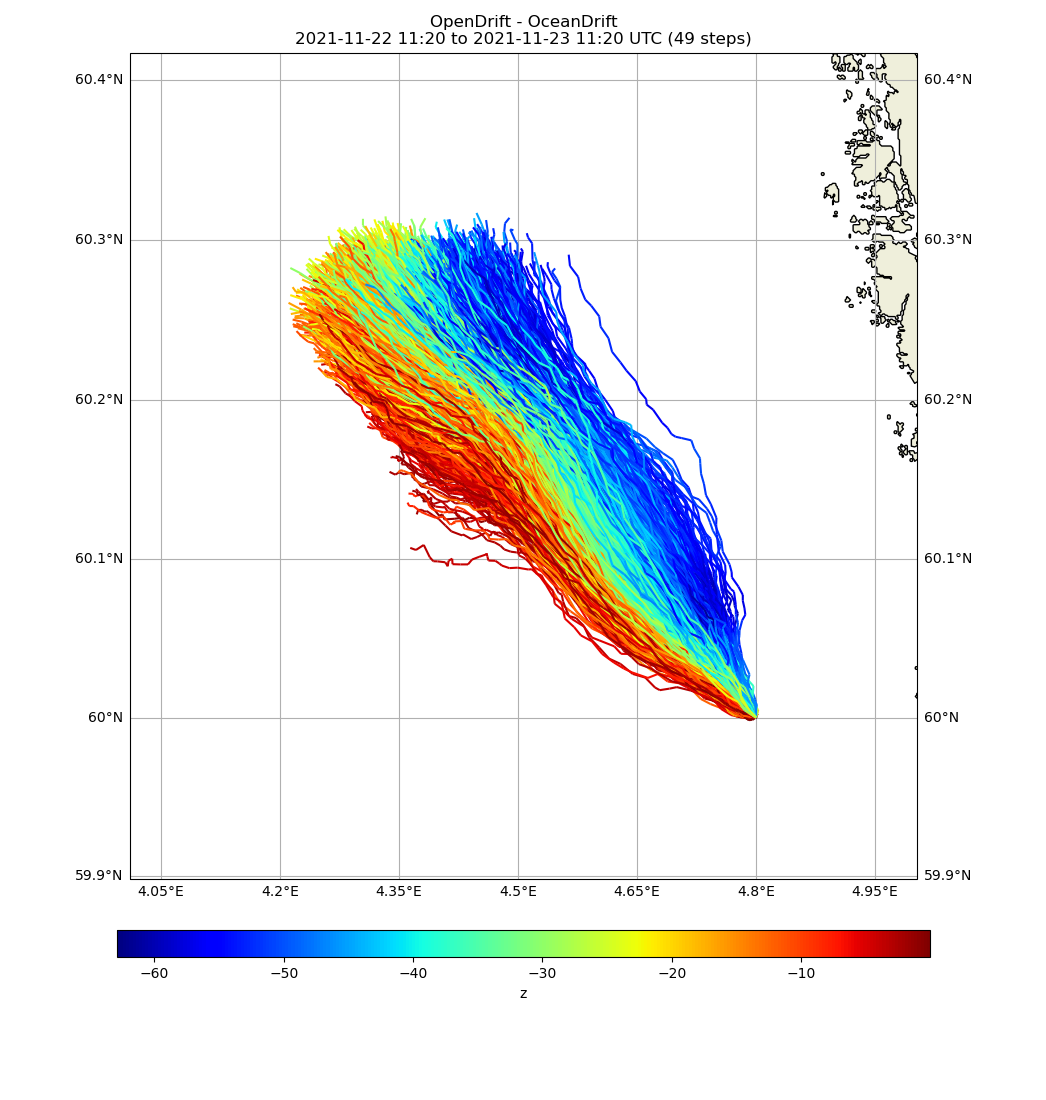 OpenDrift - OceanDrift
2021-11-22 11:20 to 2021-11-23 11:20 UTC (49 steps)
60.4°N 60.4°N
60.3°N 60.3°N
60.2°N 60.2°N
60.1°N 60.1°N
60°N 60°N
59.9°N 59.9°N
4.05°E 4.2°E 4.35°E 4.5°E 4.65°E 4.8°E 4.95°E
−60 −50 −40 −30 −20 −10
z